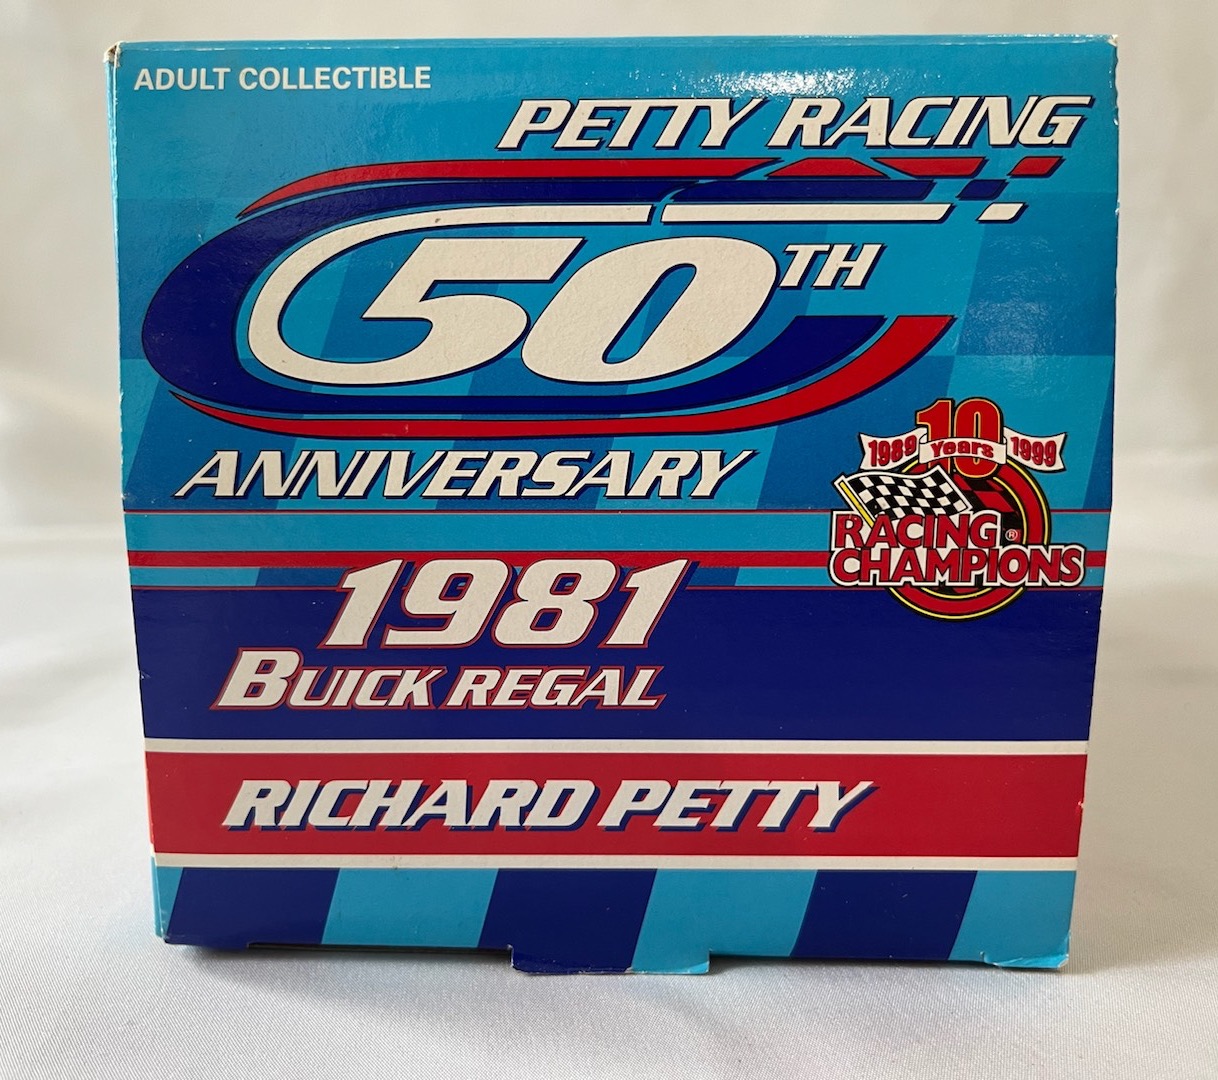 ADULT COLLECTIBLE
PETTY RACING
50TH
ANNIVERSARY
10
1989 Years 1999
RACING ®
CHAMPIONS
1981
BUICK REGAL
RICHARD PETTY